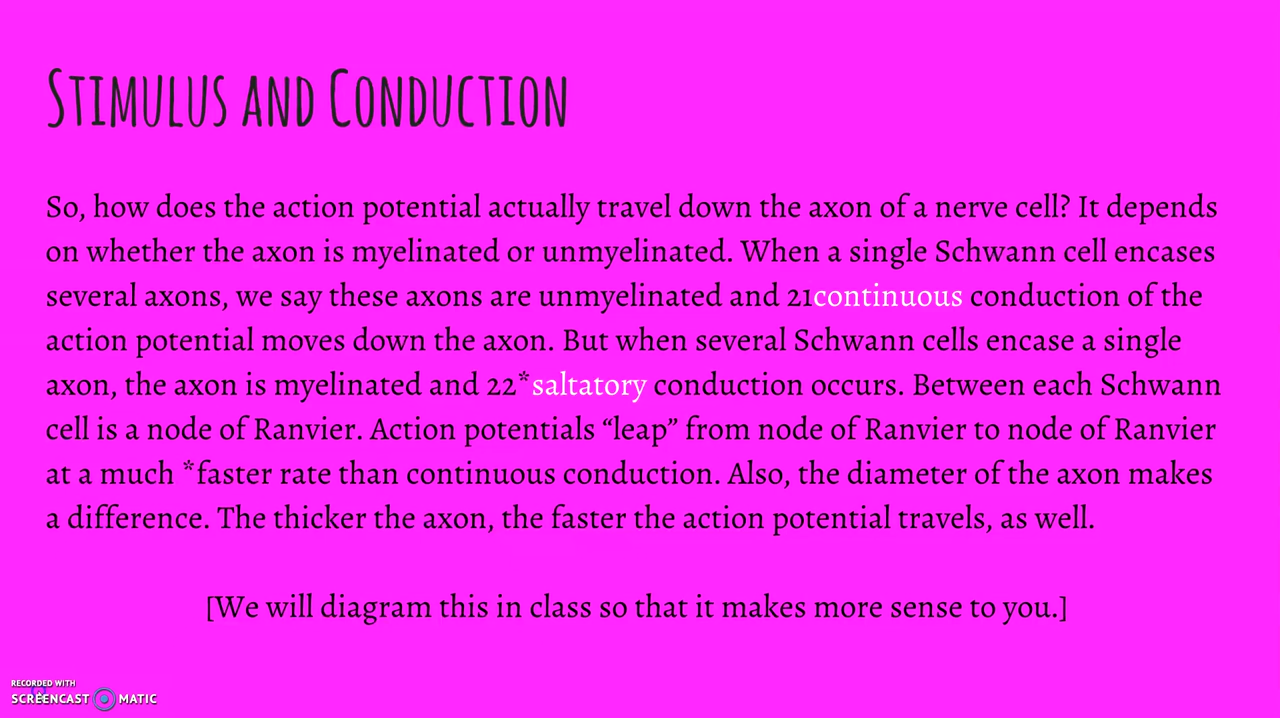 Stimulus and Conduction
So, how does the action potential actually travel down the axon of a nerve cell? It depends
on whether the axon is myelinated or unmyelinated. When a single Schwann cell encases
several axons, we say these axons are unmyelinated and 21continuous conduction of the
action potential moves down the axon. But when several Schwann cells encase a single
axon, the axon is myelinated and 22*saltatory conduction occurs. Between each Schwann
cell is a node of Ranvier. Action potentials “leap” from node of Ranvier to node of Ranvier
at a much *faster rate than continuous conduction. Also, the diameter of the axon makes
a difference. The thicker the axon, the faster the action potential travels, as well.
[We will diagram this in class so that it makes more sense to you.]
RECORDED WITH
SCREENCAST MATIC